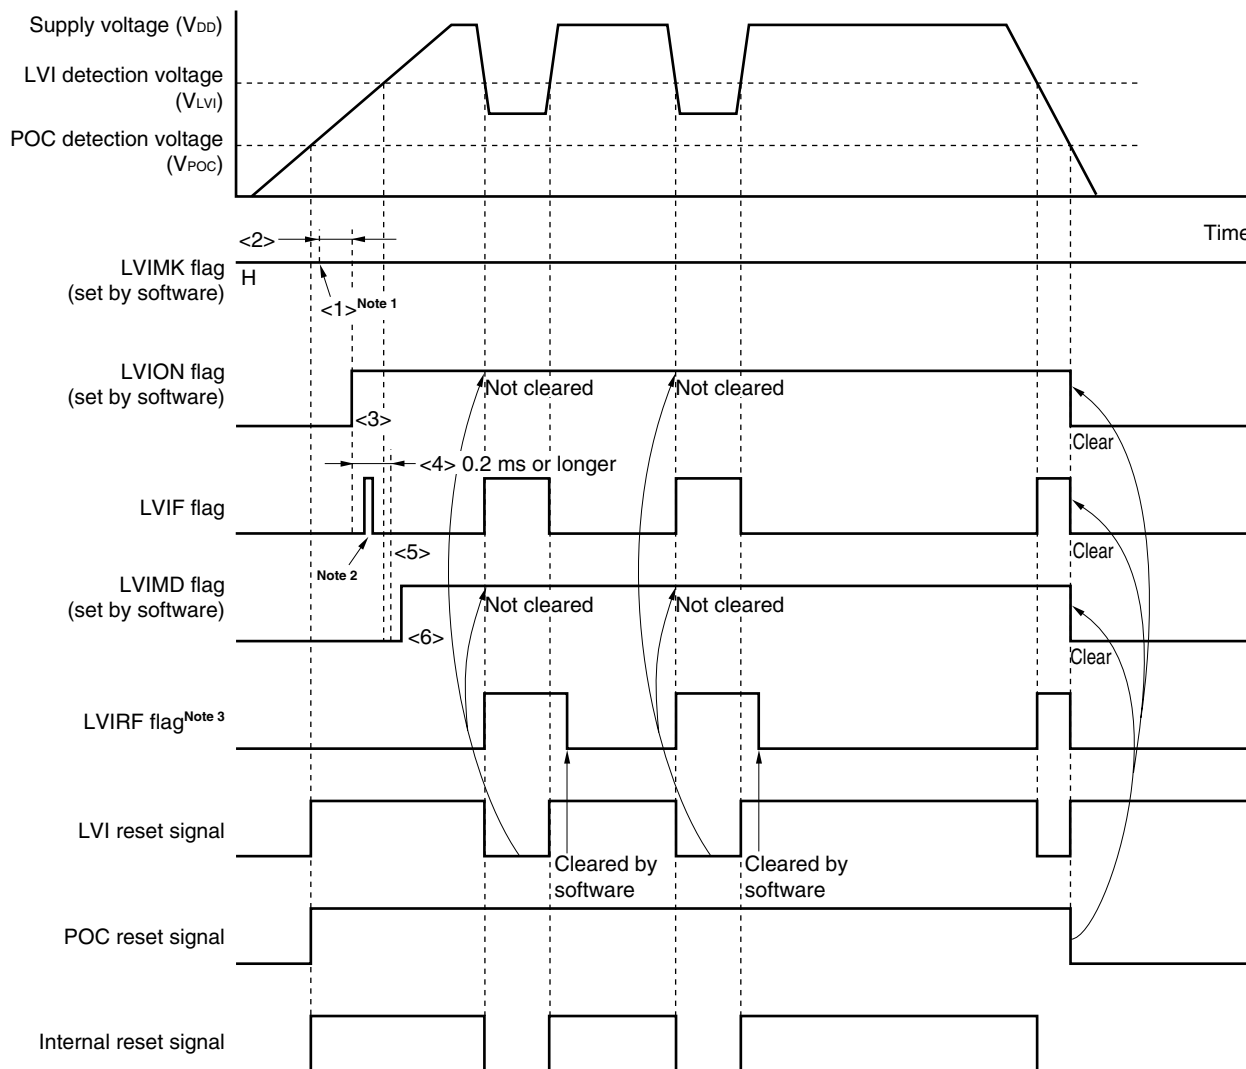 Supply voltage (VDD)
LVI detection voltage
(VLVI)
POC detection voltage
(VPOC)
Time
<2>
LVIMK flag
(set by software)
H
<1>Note 1
LVION flag
(set by software)
Not cleared
Not cleared
<3>
Clear
<4> 0.2 ms or longer
LVIF flag
<5>
Note 2
Clear
LVIMD flag
(set by software)
Not cleared
Not cleared
<6>
Clear
LVIRF flagNote 3
LVI reset signal
Cleared by
software
Cleared by
software
POC reset signal
Internal reset signal